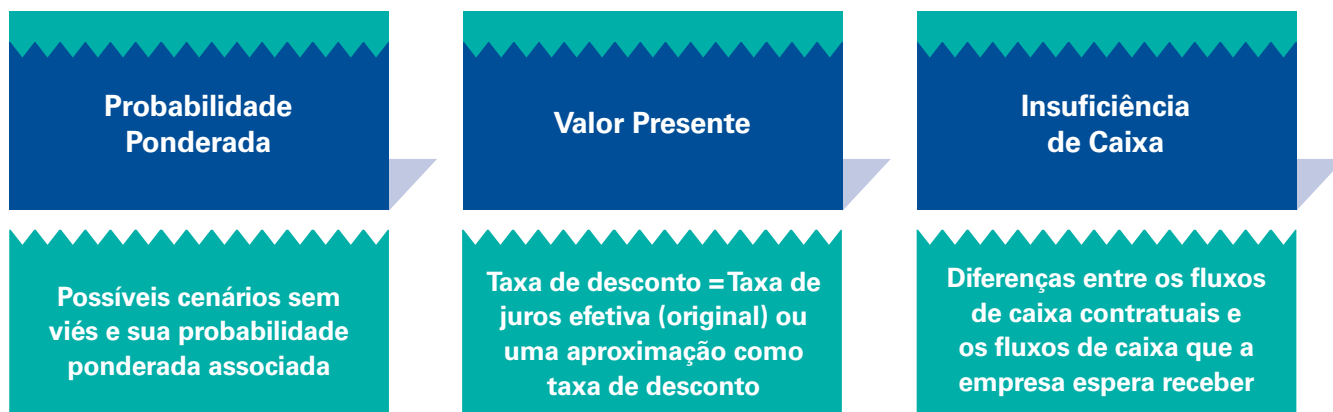 Probabilidade
Ponderada
Possíveis cenários sem
viés e sua probabilidade
ponderada associada
Valor Presente
Taxa de desconto = Taxa de
juros efetiva (original) ou
uma aproximação como
taxa de desconto
Insuficiência
de Caixa
Diferenças entre os fluxos
de caixa contratuais e
os fluxos de caixa que a
empresa espera receber